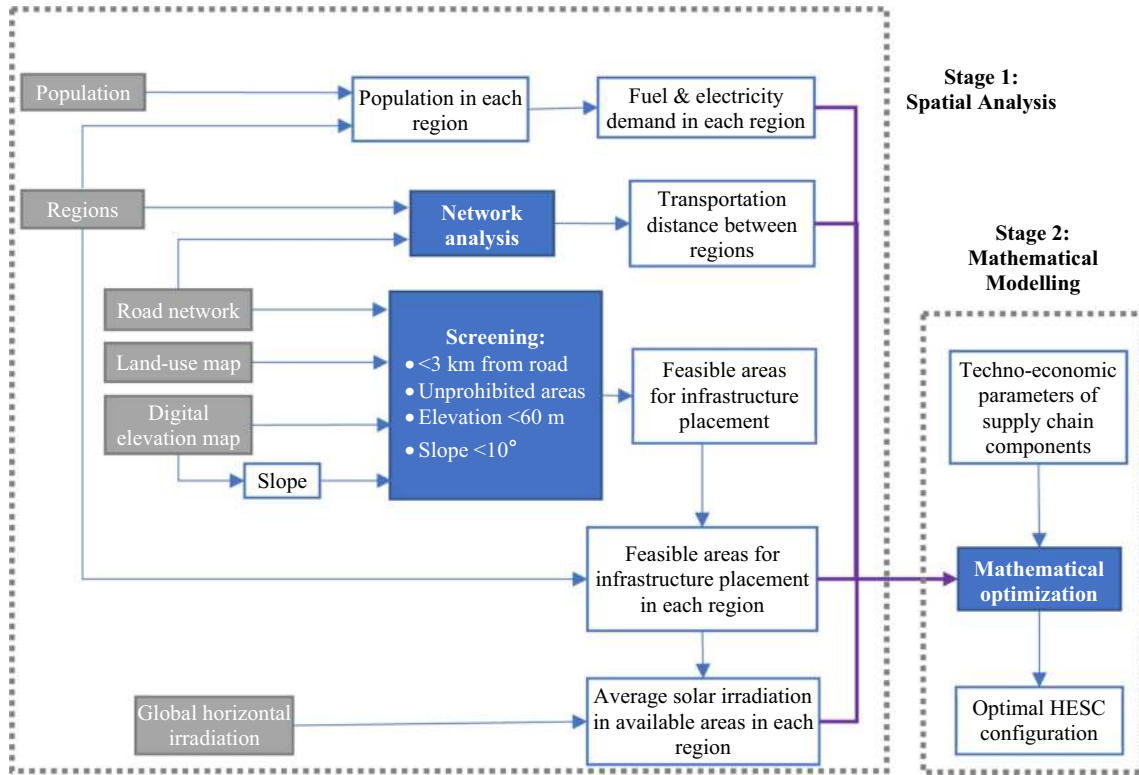 Stage 1:
Spatial Analysis
Population
Population in each
region
Fuel & electricity
demand in each region
Regions
Network
analysis
Transportation
distance between
regions
Stage 2:
Mathematical
Modelling
Road network
Land-use map
Digital
elevation map
Slope
Screening:
• <3 km from road
• Unprohibited areas
• Elevation <60 m
• Slope <10°
Feasible areas
for infrastructure
placement
Techno-economic
parameters of
supply chain
components
Feasible areas for
infrastructure placement
in each region
Mathematical
optimization
Global horizontal
irradiation
Average solar irradiation
in available areas in each
region
Optimal HESC
configuration